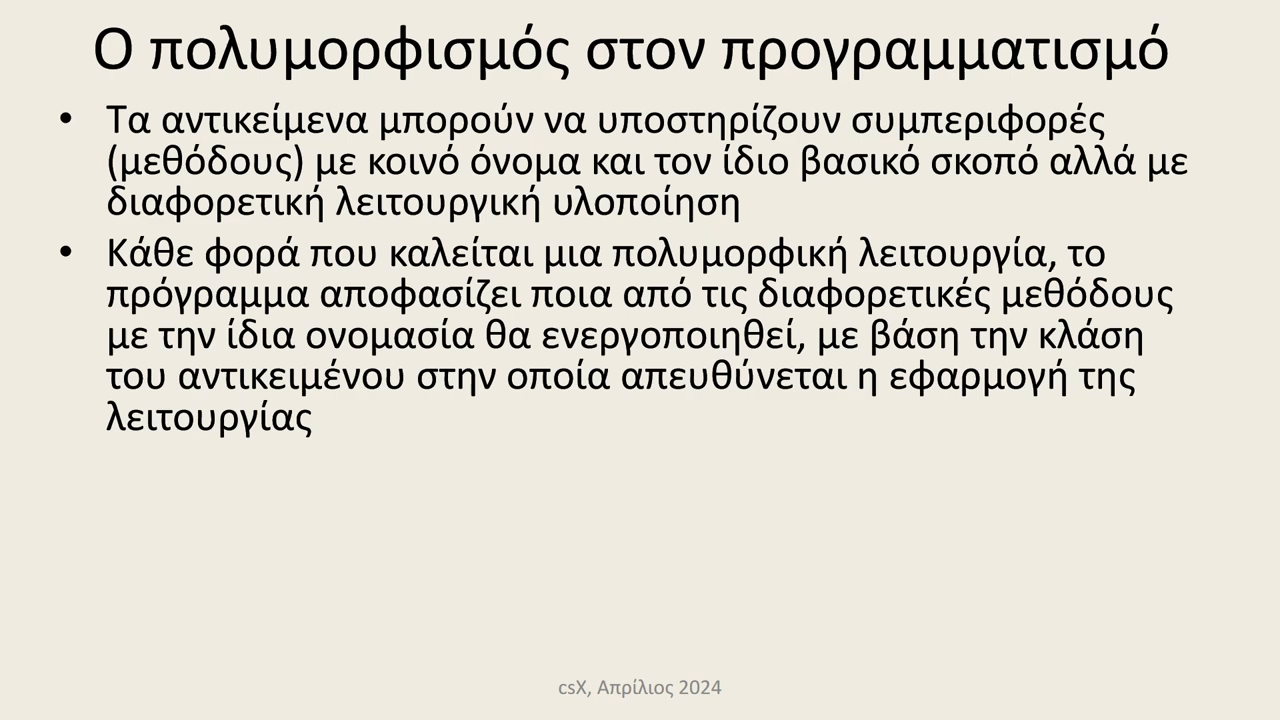 Ο πολυμορφισμός στον προγραμματισμό
• Τα αντικείμενα μπορούν να υποστηρίζουν συμπεριφορές
(μεθόδους) με κοινό όνομα και τον ίδιο βασικό σκοπό αλλά με
διαφορετική λειτουργική υλοποίηση
• Κάθε φορά που καλείται μια πολυμορφική λειτουργία, το
πρόγραμμα αποφασίζει ποια από τις διαφορετικές μεθόδους
με την ίδια ονομασία θα ενεργοποιηθεί, με βάση την κλάση
του αντικειμένου στην οποία απευθύνεται η εφαρμογή της
λειτουργίας
csX, Απρίλιος 2024